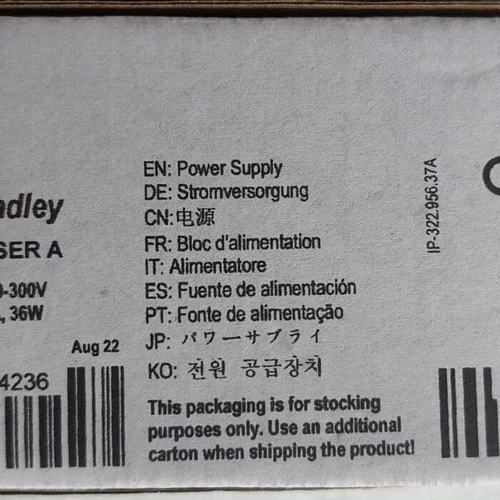 EN: Power Supply
DE: Stromversorgung
CN:电源
FR: Bloc d'alimentation
IT: Alimentatore
ES: Fuente de alimentación
PT: Fonte de alimentação
JP: パワーサプライ
KO: 전원 공급장치
This packaging is for stocking
purposes only. Use an additional
carton when shipping the product!
dley
SER A
-300V
, 36W
Aug 22
4236
IP-322.956.37A